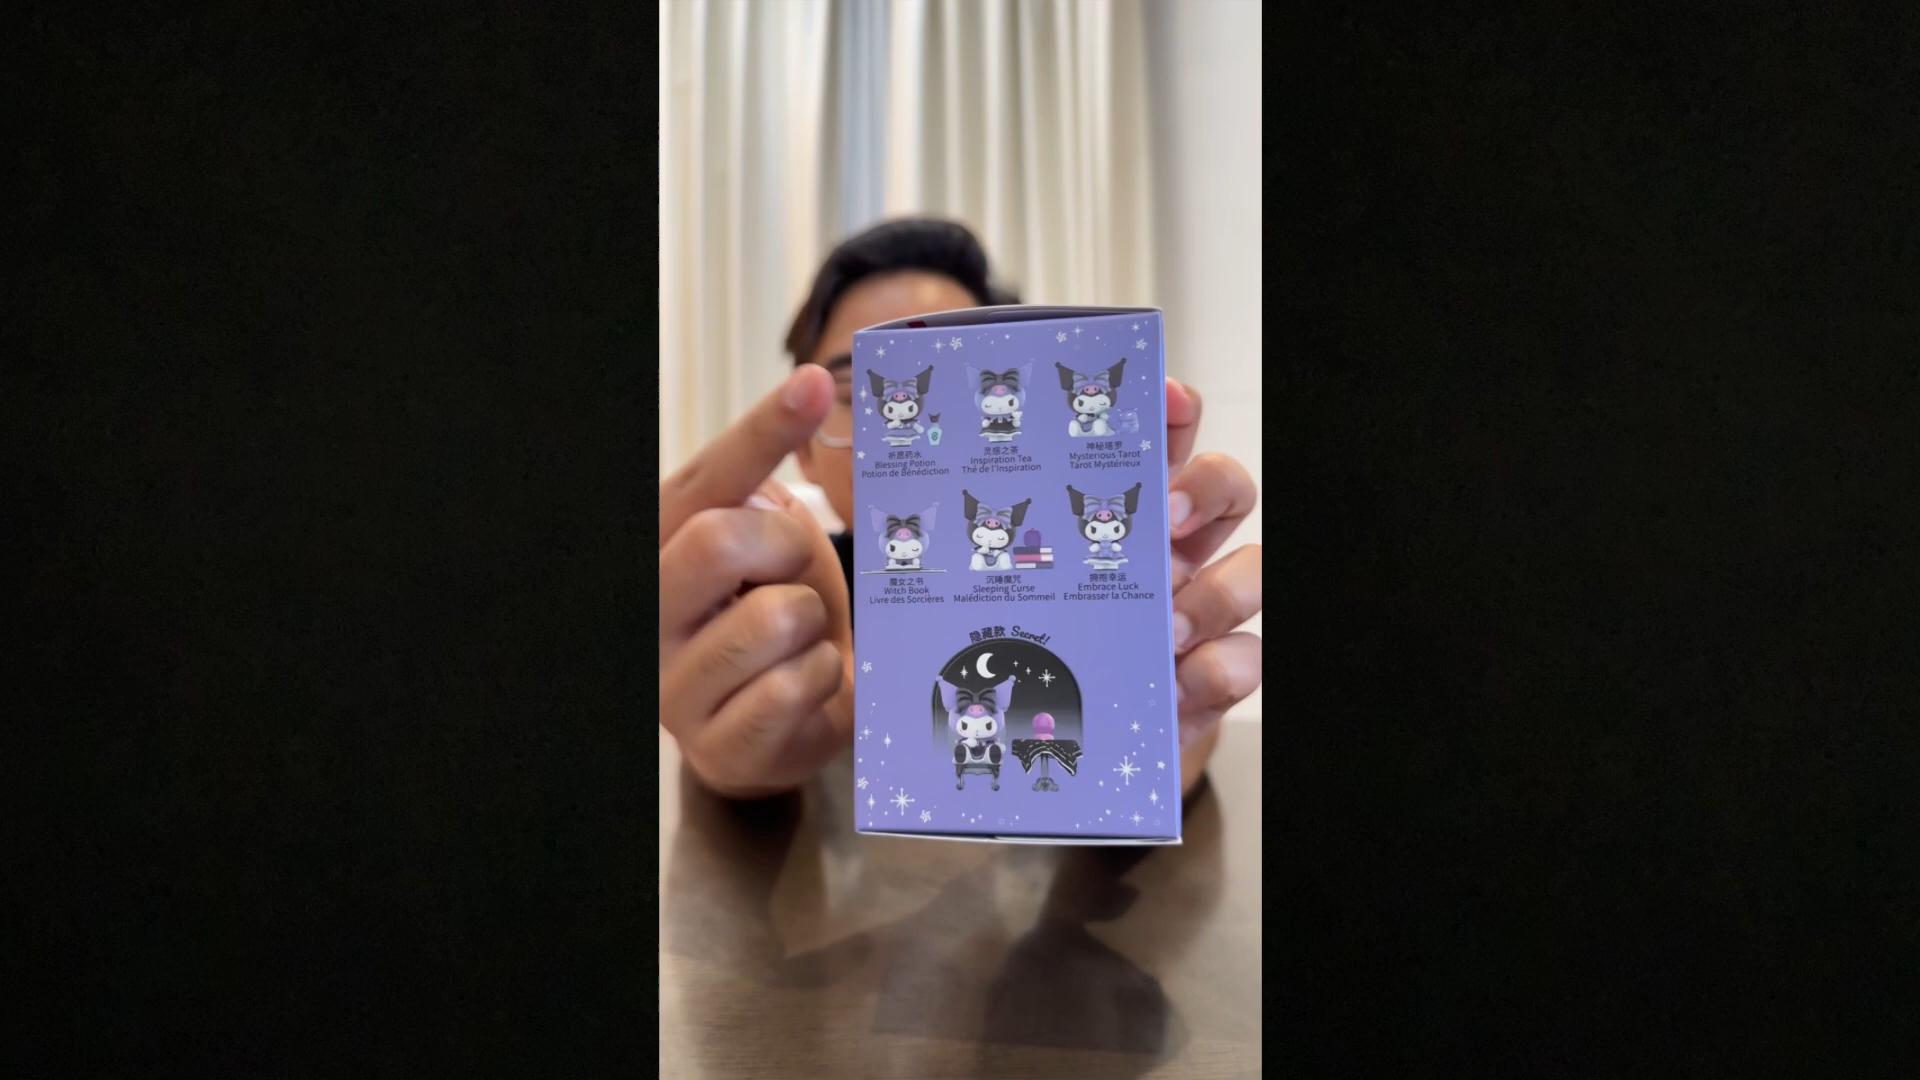 祈愿药水
Blessing Potion
Potion de Bénédiction
灵感之茶
Inspiration Tea
Thé de l'Inspiration
神秘塔罗
Mysterious Tarot
Tarot Mystérieux
魔女之书
Witch Book
Livre des Sorcières
沉睡魔咒
Sleeping Curse
Malédiction du Sommeil
拥抱幸运
Embrace Luck
Embrasser la Chance
隐藏款 Secret!